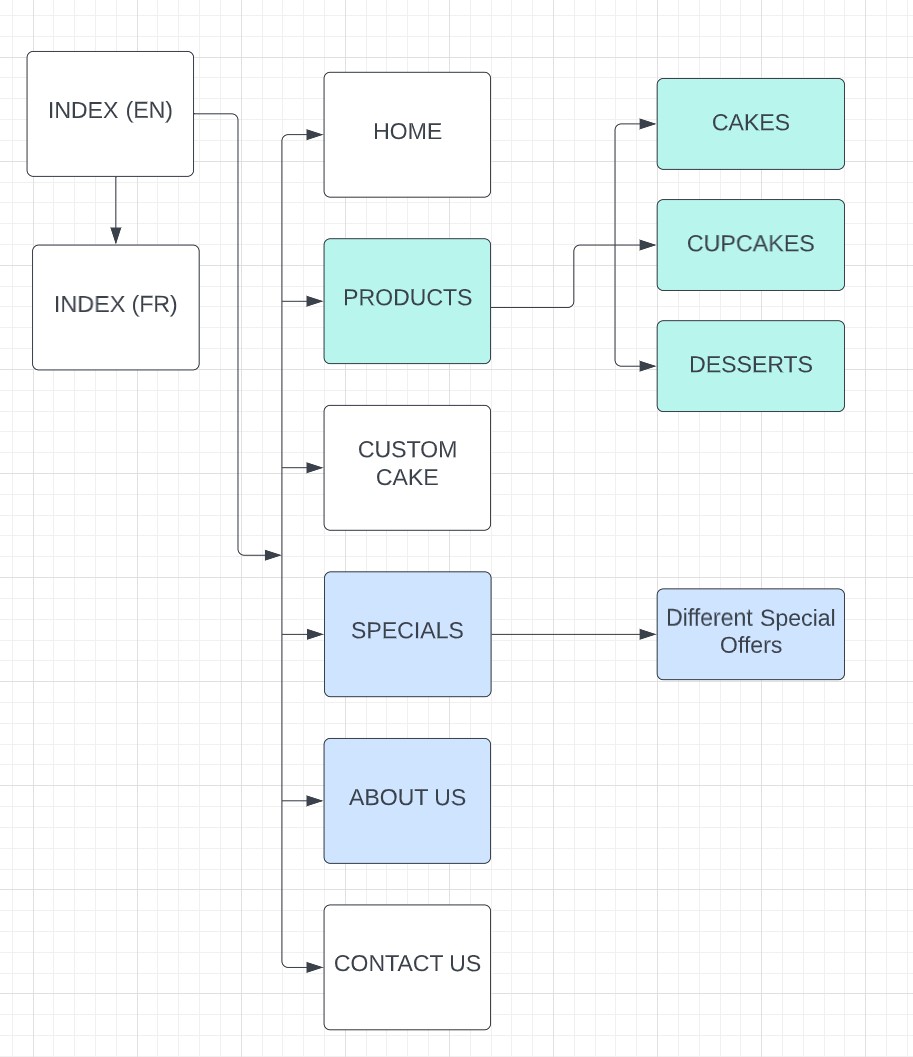 INDEX (EN)
INDEX (FR)
HOME
PRODUCTS
CUSTOM
CAKE
SPECIALS
ABOUT US
CONTACT US
CAKES
CUPCAKES
DESSERTS
Different Special
Offers